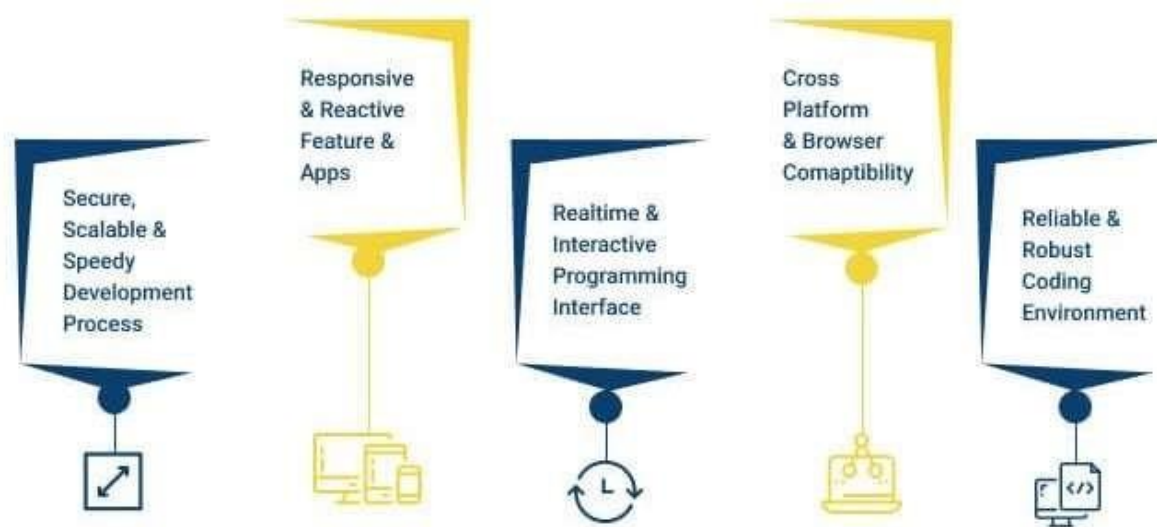 Secure,
Scalable &
Speedy
Development
Process
Responsive
& Reactive
Feature &
Apps
Realtime &
Interactive
Programming
Interface
Cross
Platform
& Browser
Comaptibility
Reliable &
Robust
Coding
Environment
</>